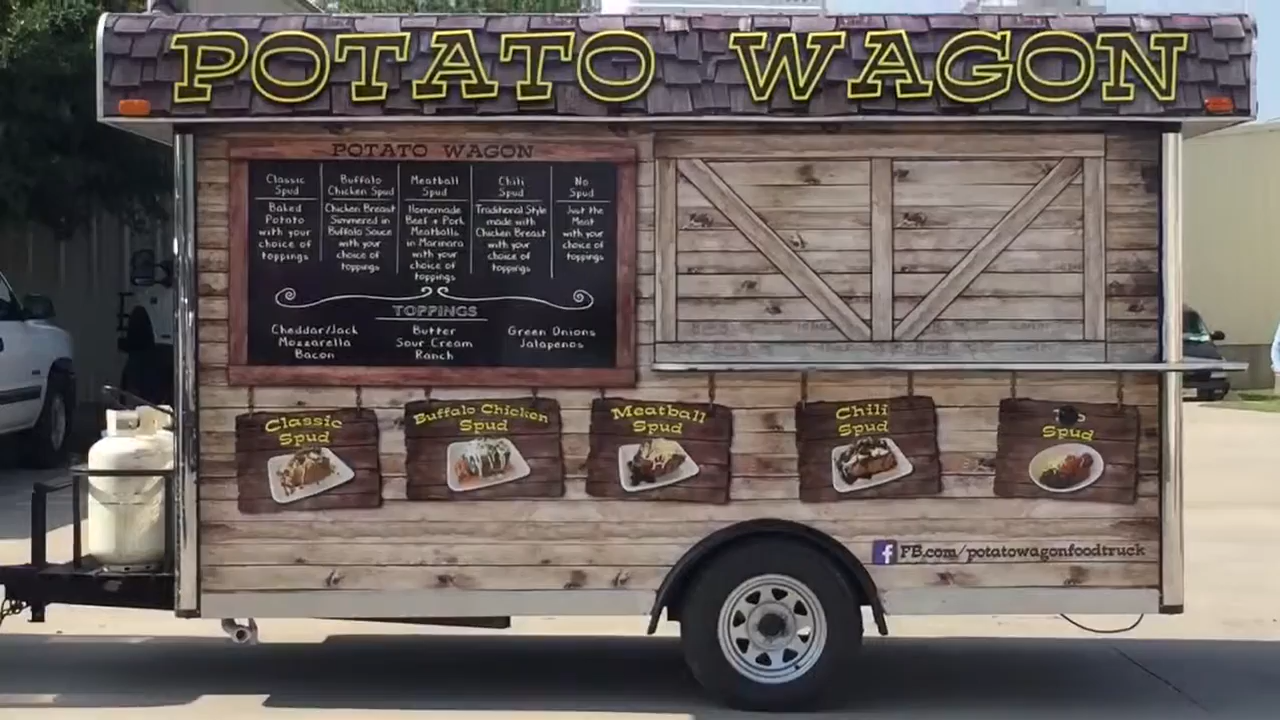 POTATO WAGON
POTATO WAGON
Classic
Spud
Baked
Potato
with your
choice of
toppings
Buffalo
Chicken Spud
Chicken Breast
Simmered in
Buffalo Sauce
with your
choice of
toppings
Meatball
Spud
Homemade
Beef + Pork
Meatballs
in Marinara
with your
choice of
toppings
Chili
Spud
Traditional Style
made with
Chicken Breast
with your
choice of
toppings
No
Spud
Just the
Meat
with your
choice of
toppings
TOPPINGS
Cheddar/Jack
Mozzarella
Bacon
Butter
Sour Cream
Ranch
Green Onions
Jalapenos
Classic
Spud
Buffalo Chicken
Spud
Meatball
Spud
Chili
Spud
Spud
f FB.com/potatowagonfoodtruck